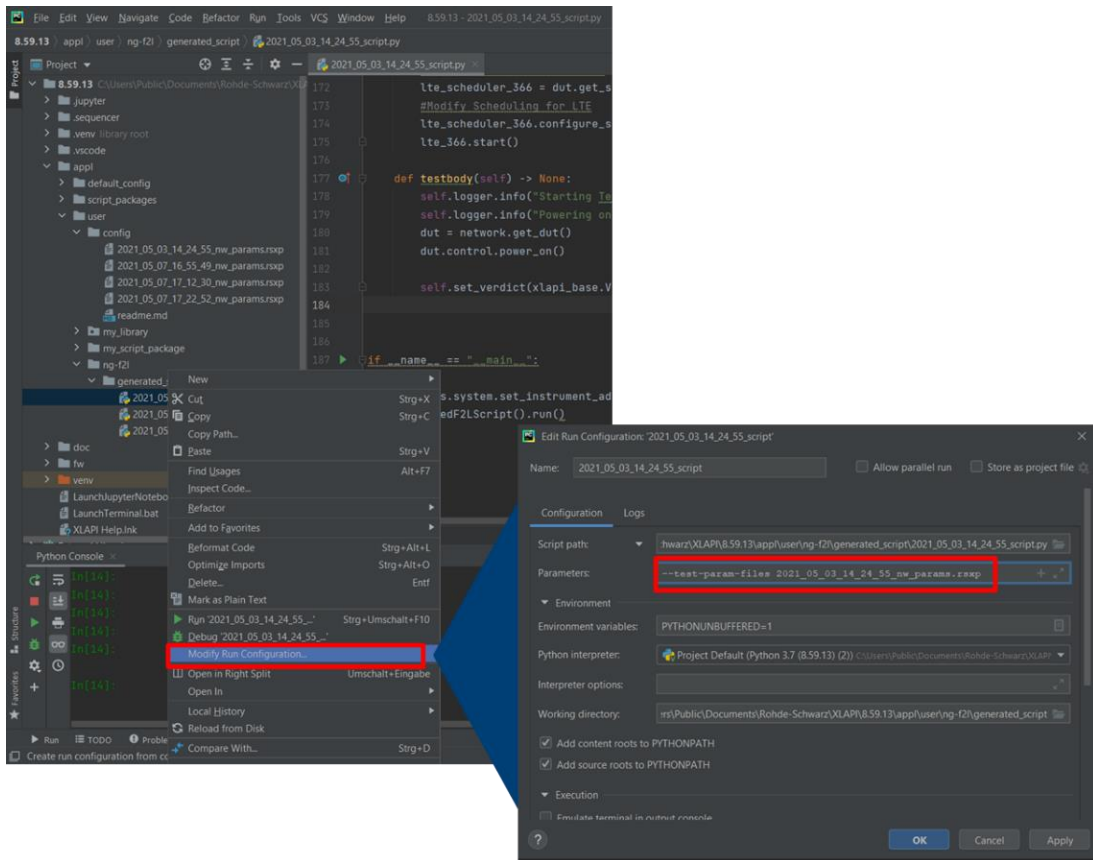 File Edit View Navigate Code Refactor Run Tools VCS Window Help 8.59.13 - 2021_05_03_14_24_55_script.py
8.59.13 appl user ng-f2l generated_script 2021_05_03_14_24_55_script.py
Project
2021_05_03_14_24_55_script.py
8.59.13 C:\Users\Public\Documents\Rohde-Schwarz\XLAP
.jupyter
.sequencer
.venv library root
.vscode
appl
default_config
script_packages
user
config
2021_05_03_14_24_55_nw_params.rsxp
2021_05_07_16_55_49_nw_params.rsxp
2021_05_07_17_12_30_nw_params.rsxp
2021_05_07_17_22_52_nw_params.rsxp
readme.md
my_library
my_script_package
ng-f2l
generated_s
2021_05
2021_05
2021_05
doc
fw
venv
LaunchJupyterNotebo
LaunchTerminal.bat
XLAPI Help.lnk
172 lte_scheduler_366 = dut.get_s
173 #Modify Scheduling for LTE
174 lte_scheduler_366.configure_s
175 lte_366.start()
176
177 def testbody(self) -> None:
178 self.logger.info("Starting Te
179 self.logger.info("Powering on
180 dut = network.get_dut()
181 dut.control.power_on()
182
183 self.set_verdict(xlapi_base.V
184
185
186
187 if __name__ == "__main__":
s.system.set_instrument_ad
edF2LScript().run()
New
Cut Strg+X
Copy Strg+C
Copy Path...
Paste Strg+V
Find Usages Alt+F7
Inspect Code...
Refactor
Add to Favorites
Reformat Code Strg+Alt+L
Optimize Imports Strg+Alt+O
Delete... Entf
Mark as Plain Text
Run '2021_05_03_14_24_55_...' Strg+Umschalt+F10
Debug '2021_05_03_14_24_55_...'
Modify Run Configuration...
Open in Right Split Umschalt+Eingabe
Open In
Local History
Reload from Disk
Compare With... Strg+D
Python Console
In[14]:
In[14]:
In[14]:
In[14]:
In[14]:
In[14]:
Project
Structure
Favorites
Run TODO Proble
Create run configuration from co
Edit Run Configuration: '2021_05_03_14_24_55_script'
Name: 2021_05_03_14_24_55_script Allow parallel run Store as project file
Configuration Logs
Script path: :hwarz\XLAPI\8.59.13\appl\user\ng-f2l\generated_script\2021_05_03_14_24_55_script.py
Parameters: --test-param-files 2021_05_03_14_24_55_nw_params.rsxp
Environment
Environment variables: PYTHONUNBUFFERED=1
Python interpreter: Project Default (Python 3.7 (8.59.13) (2)) C:\Users\Public\Documents\Rohde-Schwarz\XLAPI
Interpreter options:
Working directory: rs\Public\Documents\Rohde-Schwarz\XLAPI\8.59.13\appl\user\ng-f2l\generated_script
Add content roots to PYTHONPATH
Add source roots to PYTHONPATH
Execution
Emulate terminal in output console
? OK Cancel Apply